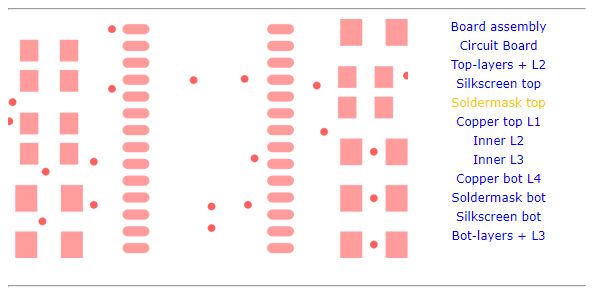 Board assembly
Circuit Board
Top-layers + L2
Silkscreen top
Soldermask top
Copper top L1
Inner L2
Inner L3
Copper bot L4
Soldermask bot
Silkscreen bot
Bot-layers + L3